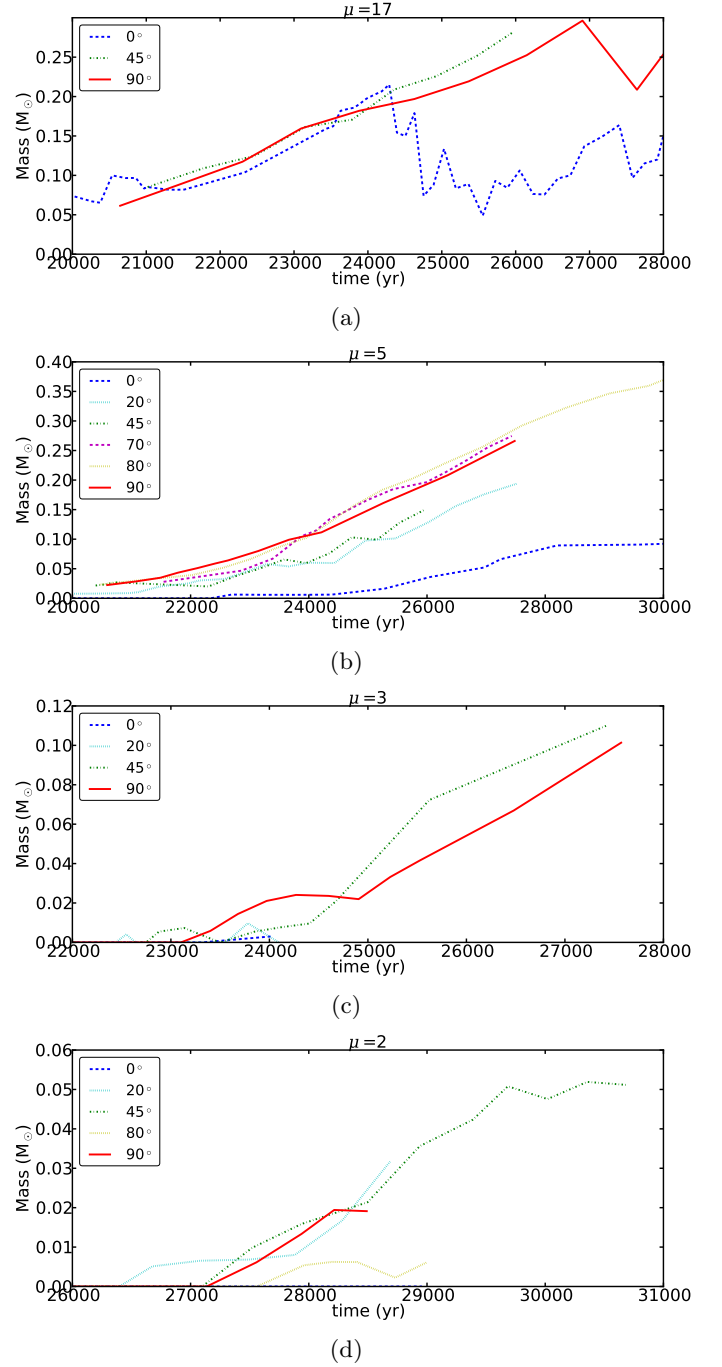 μ=17
0°
45°
90°
0.25
0.20
0.15
0.10
0.05
0.00
Mass (M☉)
20000 21000 22000 23000 24000 25000 26000 27000 28000
time (yr)
(a)
μ=5
0°
20°
45°
70°
80°
90°
0.40
0.35
0.30
0.25
0.20
0.15
0.10
0.05
0.00
Mass (M☉)
20000 22000 24000 26000 28000 30000
time (yr)
(b)
μ=3
0°
20°
45°
90°
0.12
0.10
0.08
0.06
0.04
0.02
0.00
Mass (M☉)
22000 23000 24000 25000 26000 27000 28000
time (yr)
(c)
μ=2
0°
20°
45°
80°
90°
0.06
0.05
0.04
0.03
0.02
0.01
0.00
Mass (M☉)
26000 27000 28000 29000 30000 31000
time (yr)
(d)